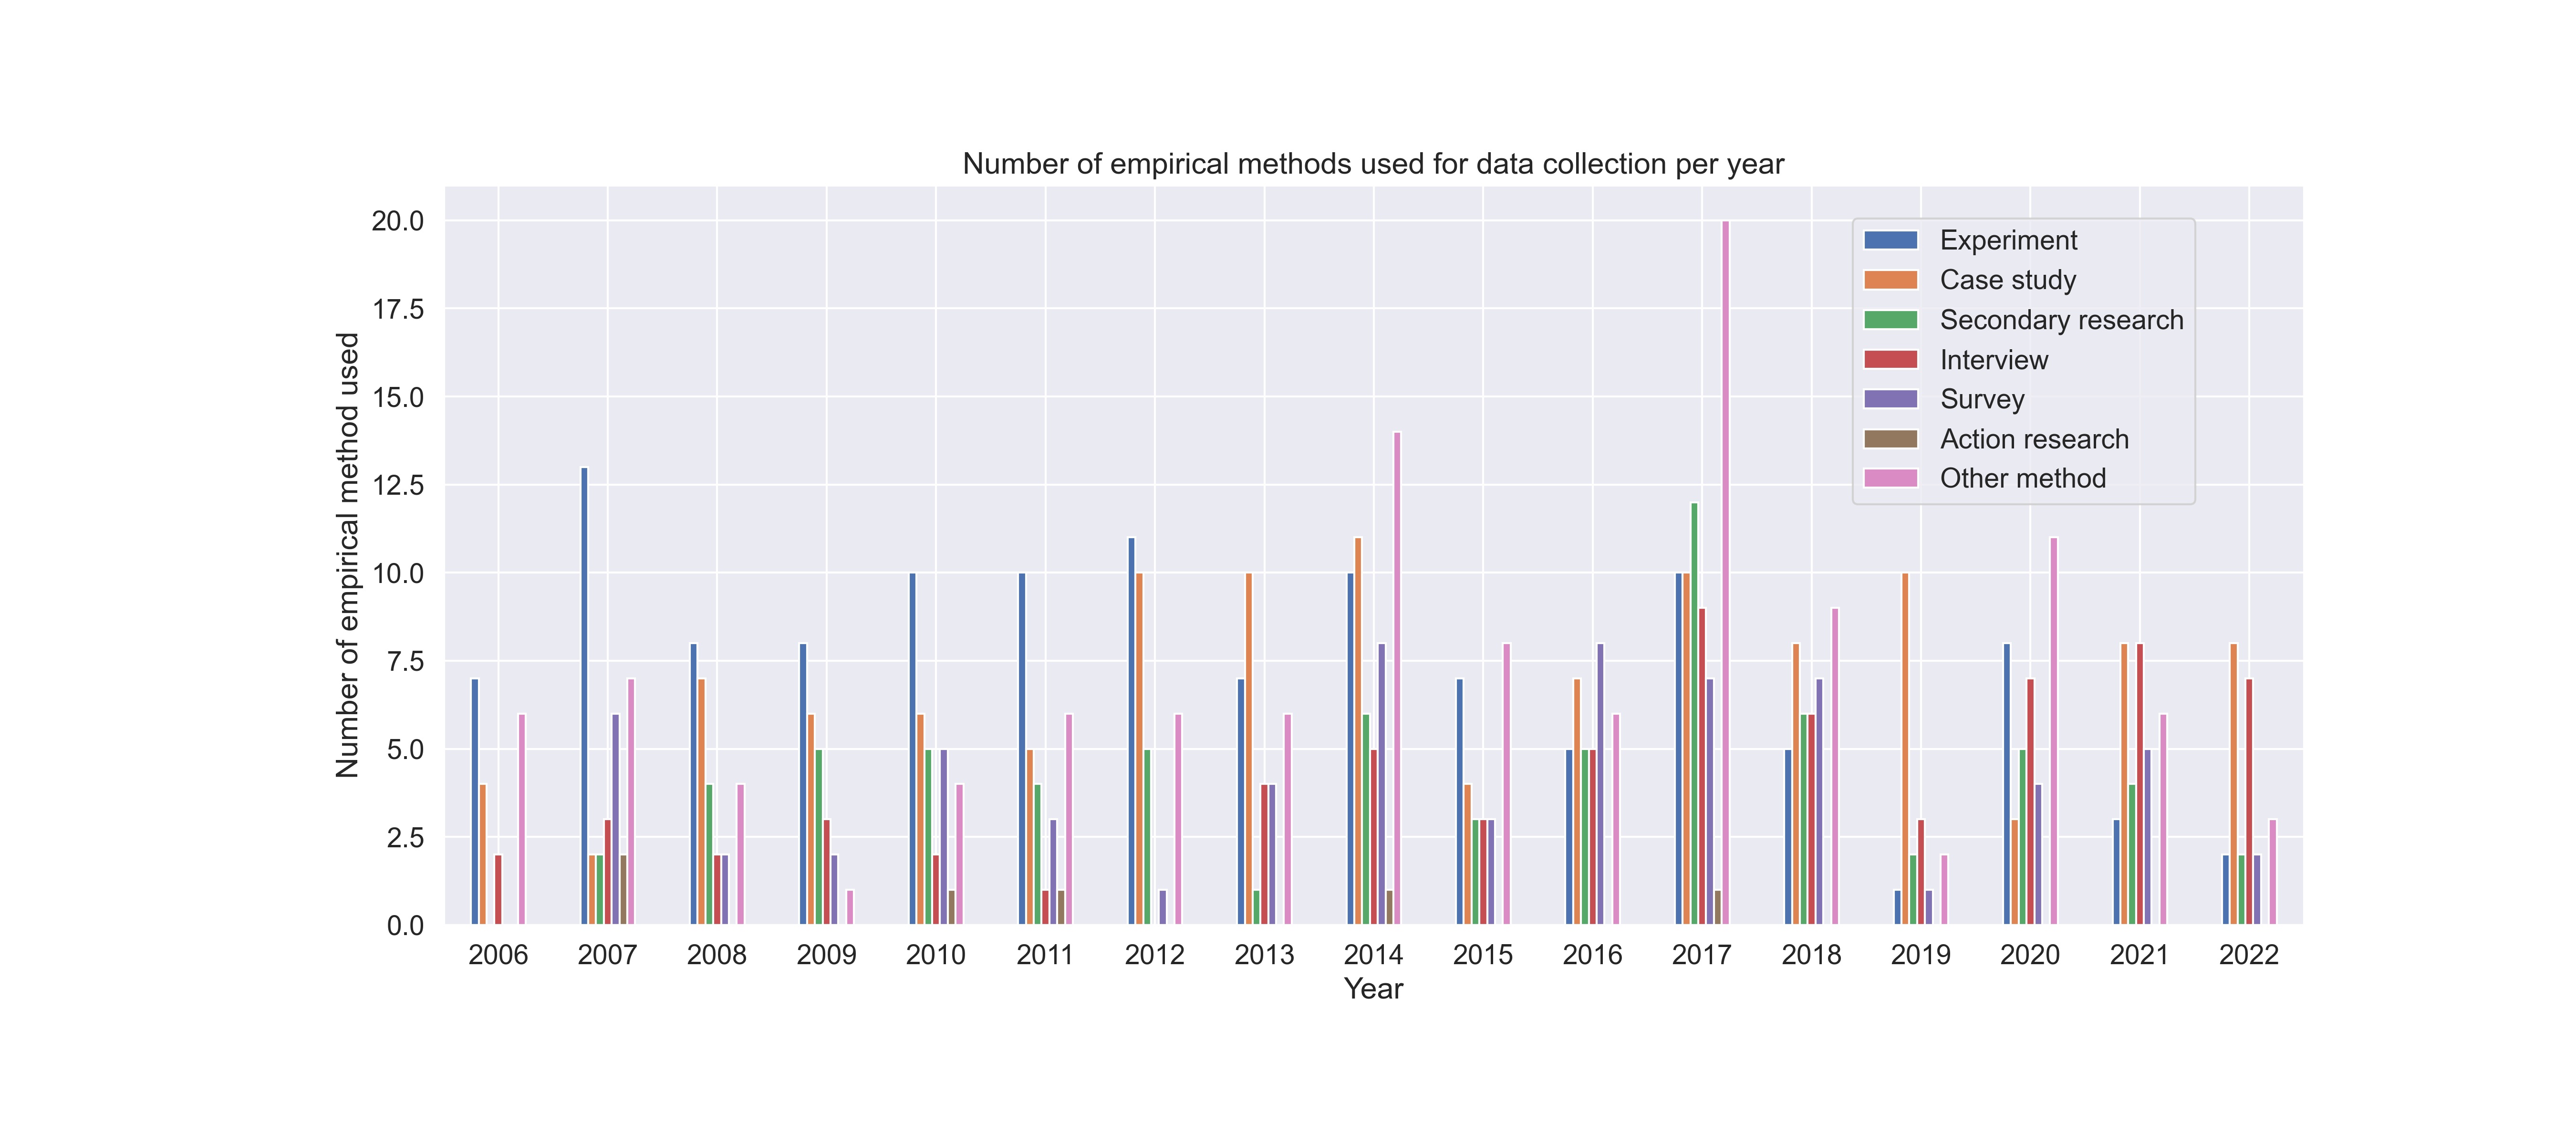 Number of empirical methods used for data collection per year
Number of empirical method used
20.0
17.5
15.0
12.5
10.0
7.5
5.0
2.5
0.0
Experiment
Case study
Secondary research
Interview
Survey
Action research
Other method
2006 2007 2008 2009 2010 2011 2012 2013 2014 2015 2016 2017 2018 2019 2020 2021 2022
Year